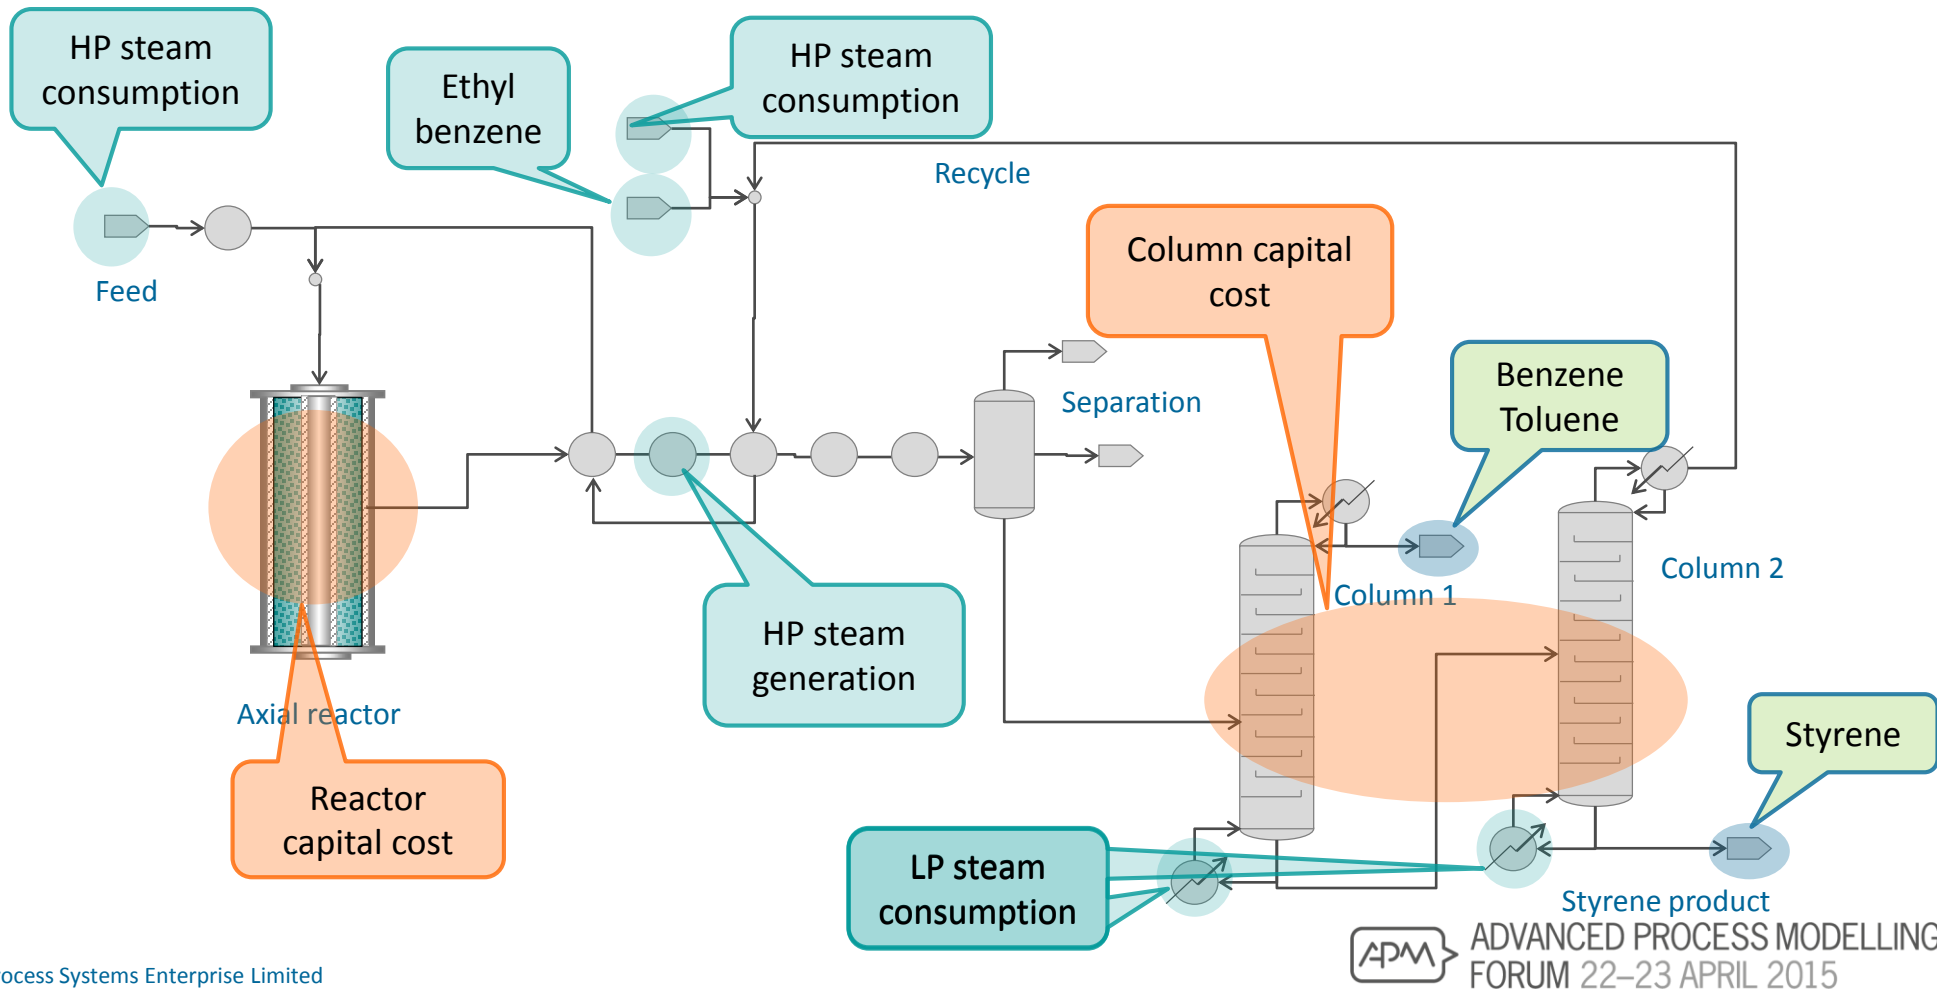 HP steam
consumption
Ethyl
benzene
HP steam
consumption
Recycle
Feed
Column capital
cost
Separation
Benzene
Toluene
Column 1
Column 2
HP steam
generation
Axial reactor
Reactor
capital cost
Styrene
LP steam
consumption
Styrene product
APM
ADVANCED PROCESS MODELLING
FORUM 22–23 APRIL 2015
rocess Systems Enterprise Limited